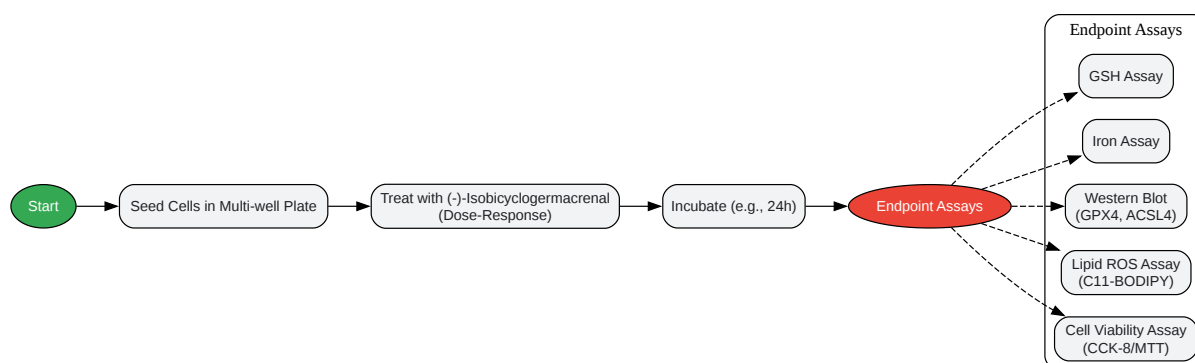 Start
Seed Cells in Multi-well Plate
Treat with (-)-Isobicyclogermacrenal
(Dose-Response)
Incubate (e.g., 24h)
Endpoint Assays
Endpoint Assays
GSH Assay
Iron Assay
Western Blot
(GPX4, ACSL4)
Lipid ROS Assay
(C11-BODIPY)
Cell Viability Assay
(CCK-8/MTT)